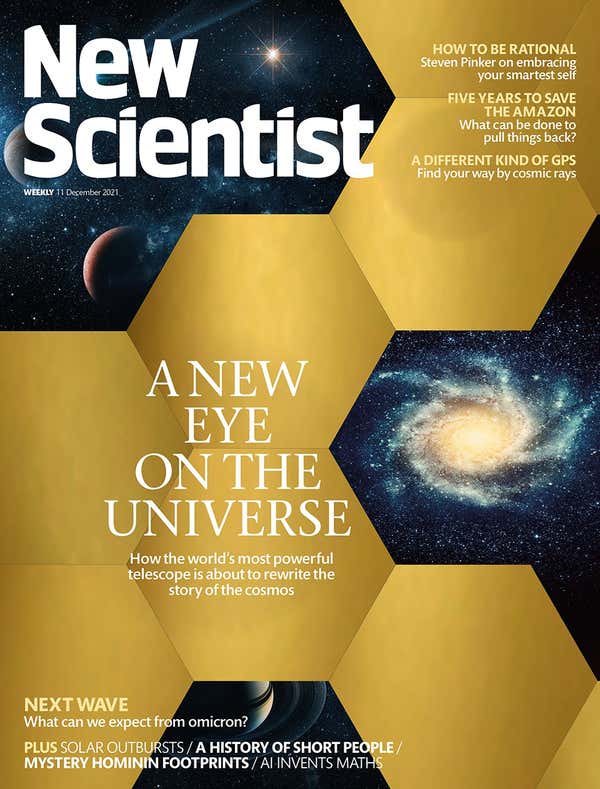 New
Scientist
WEEKLY 11 December 2021
HOW TO BE RATIONAL
Steven Pinker on embracing
your smartest self
FIVE YEARS TO SAVE
THE AMAZON
What can be done to
pull things back?
A DIFFERENT KIND OF GPS
Find your way by cosmic rays
A NEW
EYE
ON THE
UNIVERSE
How the world's most powerful
telescope is about to rewrite the
story of the cosmos
NEXT WAVE
What can we expect from omicron?
PLUS SOLAR OUTBURSTS / A HISTORY OF SHORT PEOPLE /
MYSTERY HOMININ FOOTPRINTS / AI INVENTS MATHS